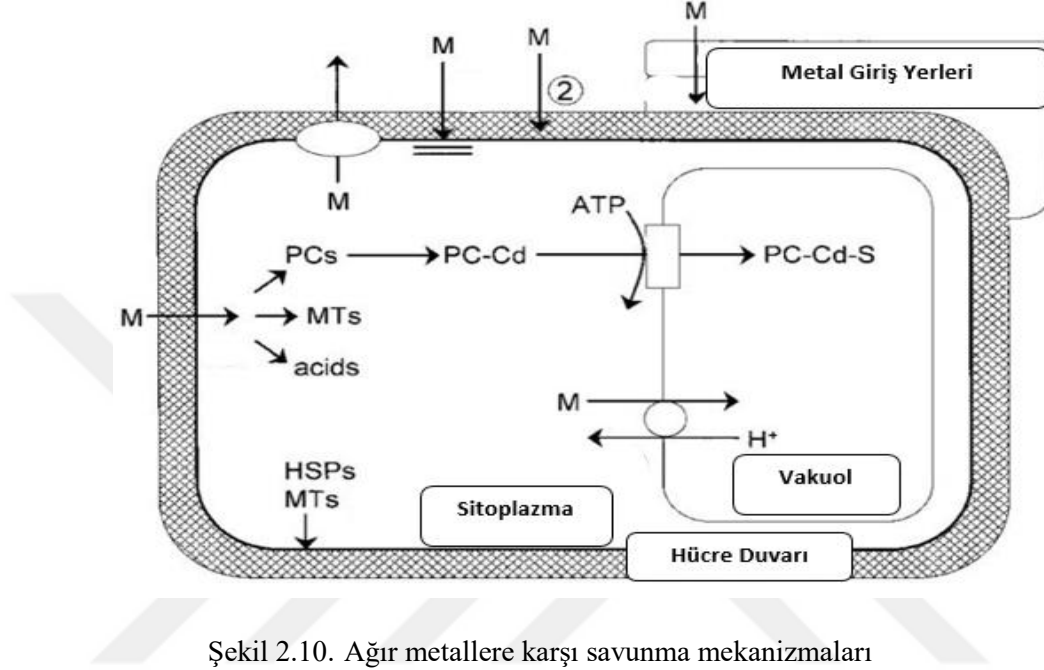 M
Metal Giriş Yerleri
M
M
2
M
ATP
PCs
PC-Cd
PC-Cd-S
M
MTs
acids
M
H+
HSPs
MTs
Vakuol
Sitoplazma
Hücre Duvarı
Şekil 2.10. Ağır metallere karşı savunma mekanizmaları